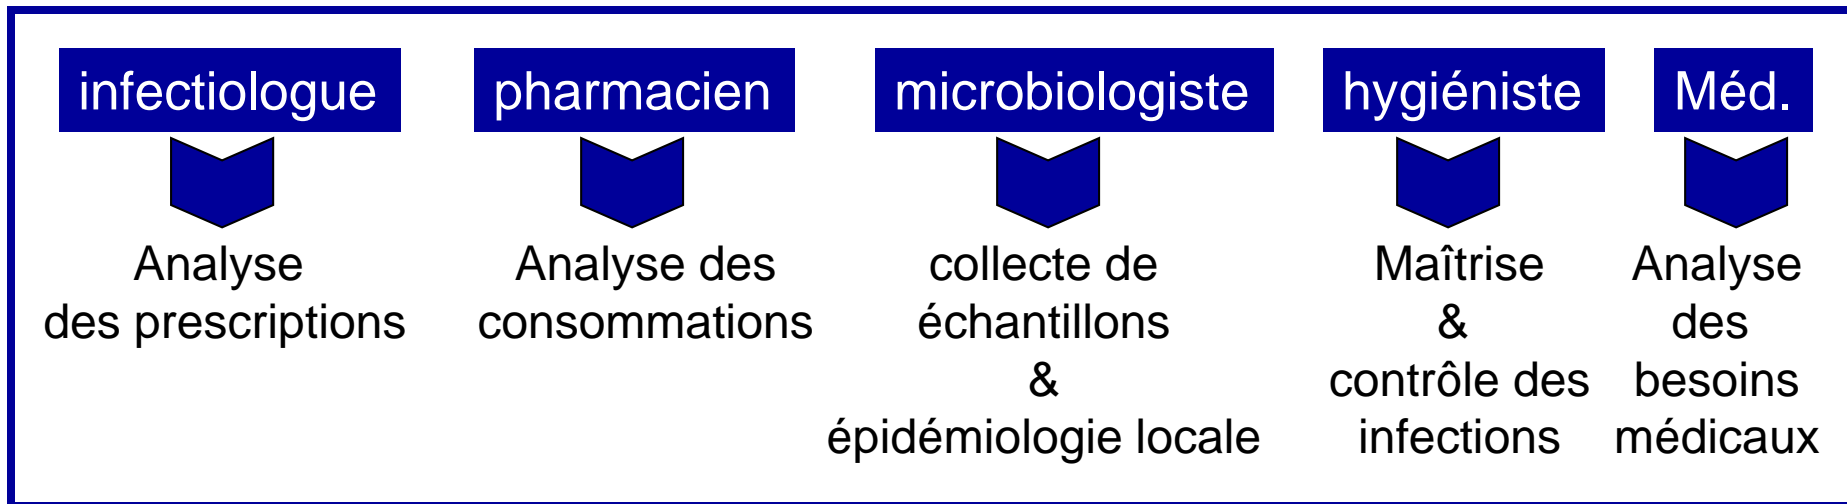 infectiologue
Analyse
des prescriptions
pharmacien
Analyse des
consommations
microbiologiste
collecte de
échantillons
&
épidémiologie locale
hygiéniste
Maîtrise
&
contrôle des
infections
Méd.
Analyse
des
besoins
médicaux